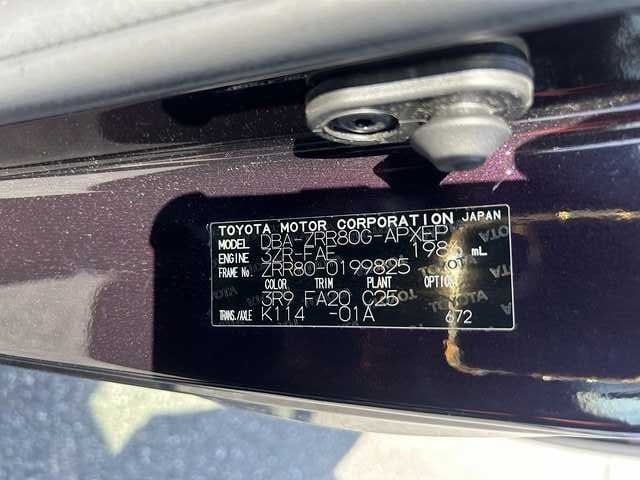 TOYOTA MOTOR CORPORATION JAPAN
MODEL DBA-ZRR80G-APXEP
ENGINE 3ZR-FAE 1986 mL
FRAME No. ZRR80-0199825
COLOR TRIM PLANT OPTION
3R9 FA20 C25
TRANS./AXLE K114 -01A 672